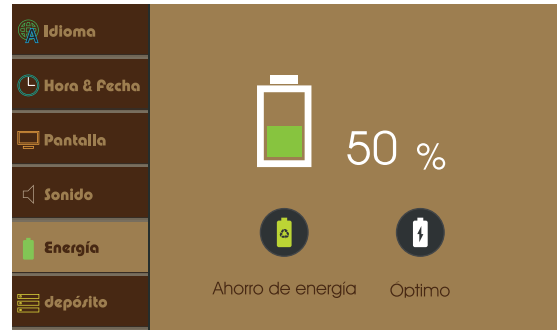 Idioma
Hora & Fecha
Pantalla
Sonido
Energía
depósito
50 %
Ahorro de energía
Óptimo